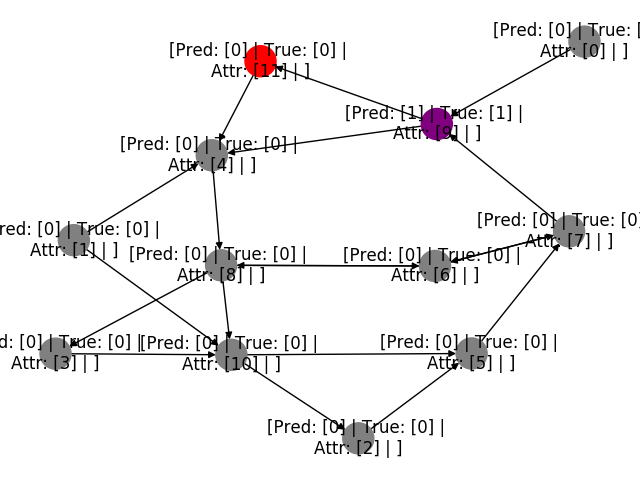 [Pred: [0] | True: [
Attr: [0] | ]
[Pred: [0] | True: [0] |
Attr: [11] | ]
[Pred: [1] | True: [1] |
Attr: [9] | ]
[Pred: [0] | True: [0] |
Attr: [4] | ]
[Pred: [0] | True: [0]
Attr: [7] | ]
red: [0] | True: [0] |
Attr: [1] | ]
[Pred: [0] | True: [0] |
Attr: [8] | ]
[Pred: [0] | True: [0] |
Attr: [6] | ]
d: [0] | True: [0] |
Attr: [3] | ]
[Pred: [0] | True: [0] |
Attr: [10] | ]
[Pred: [0] | True: [0] |
Attr: [5] | ]
[Pred: [0] | True: [0] |
Attr: [2] | ]